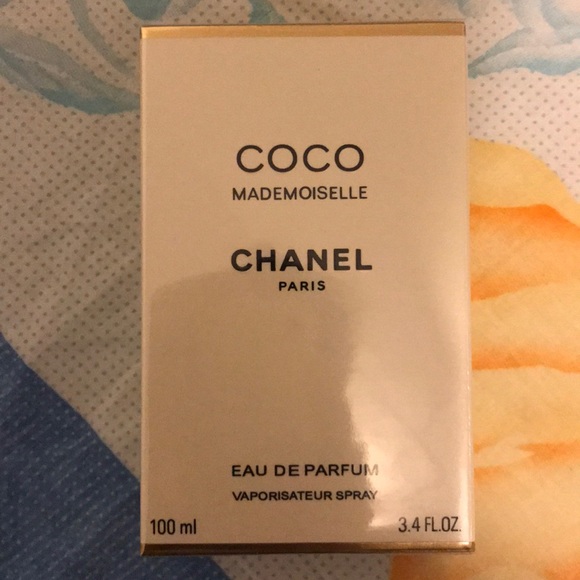 COCO
MADEMOISELLE
CHANEL
PARIS
EAU DE PARFUM
VAPORISATEUR SPRAY
100 ml 3.4 FL.OZ.